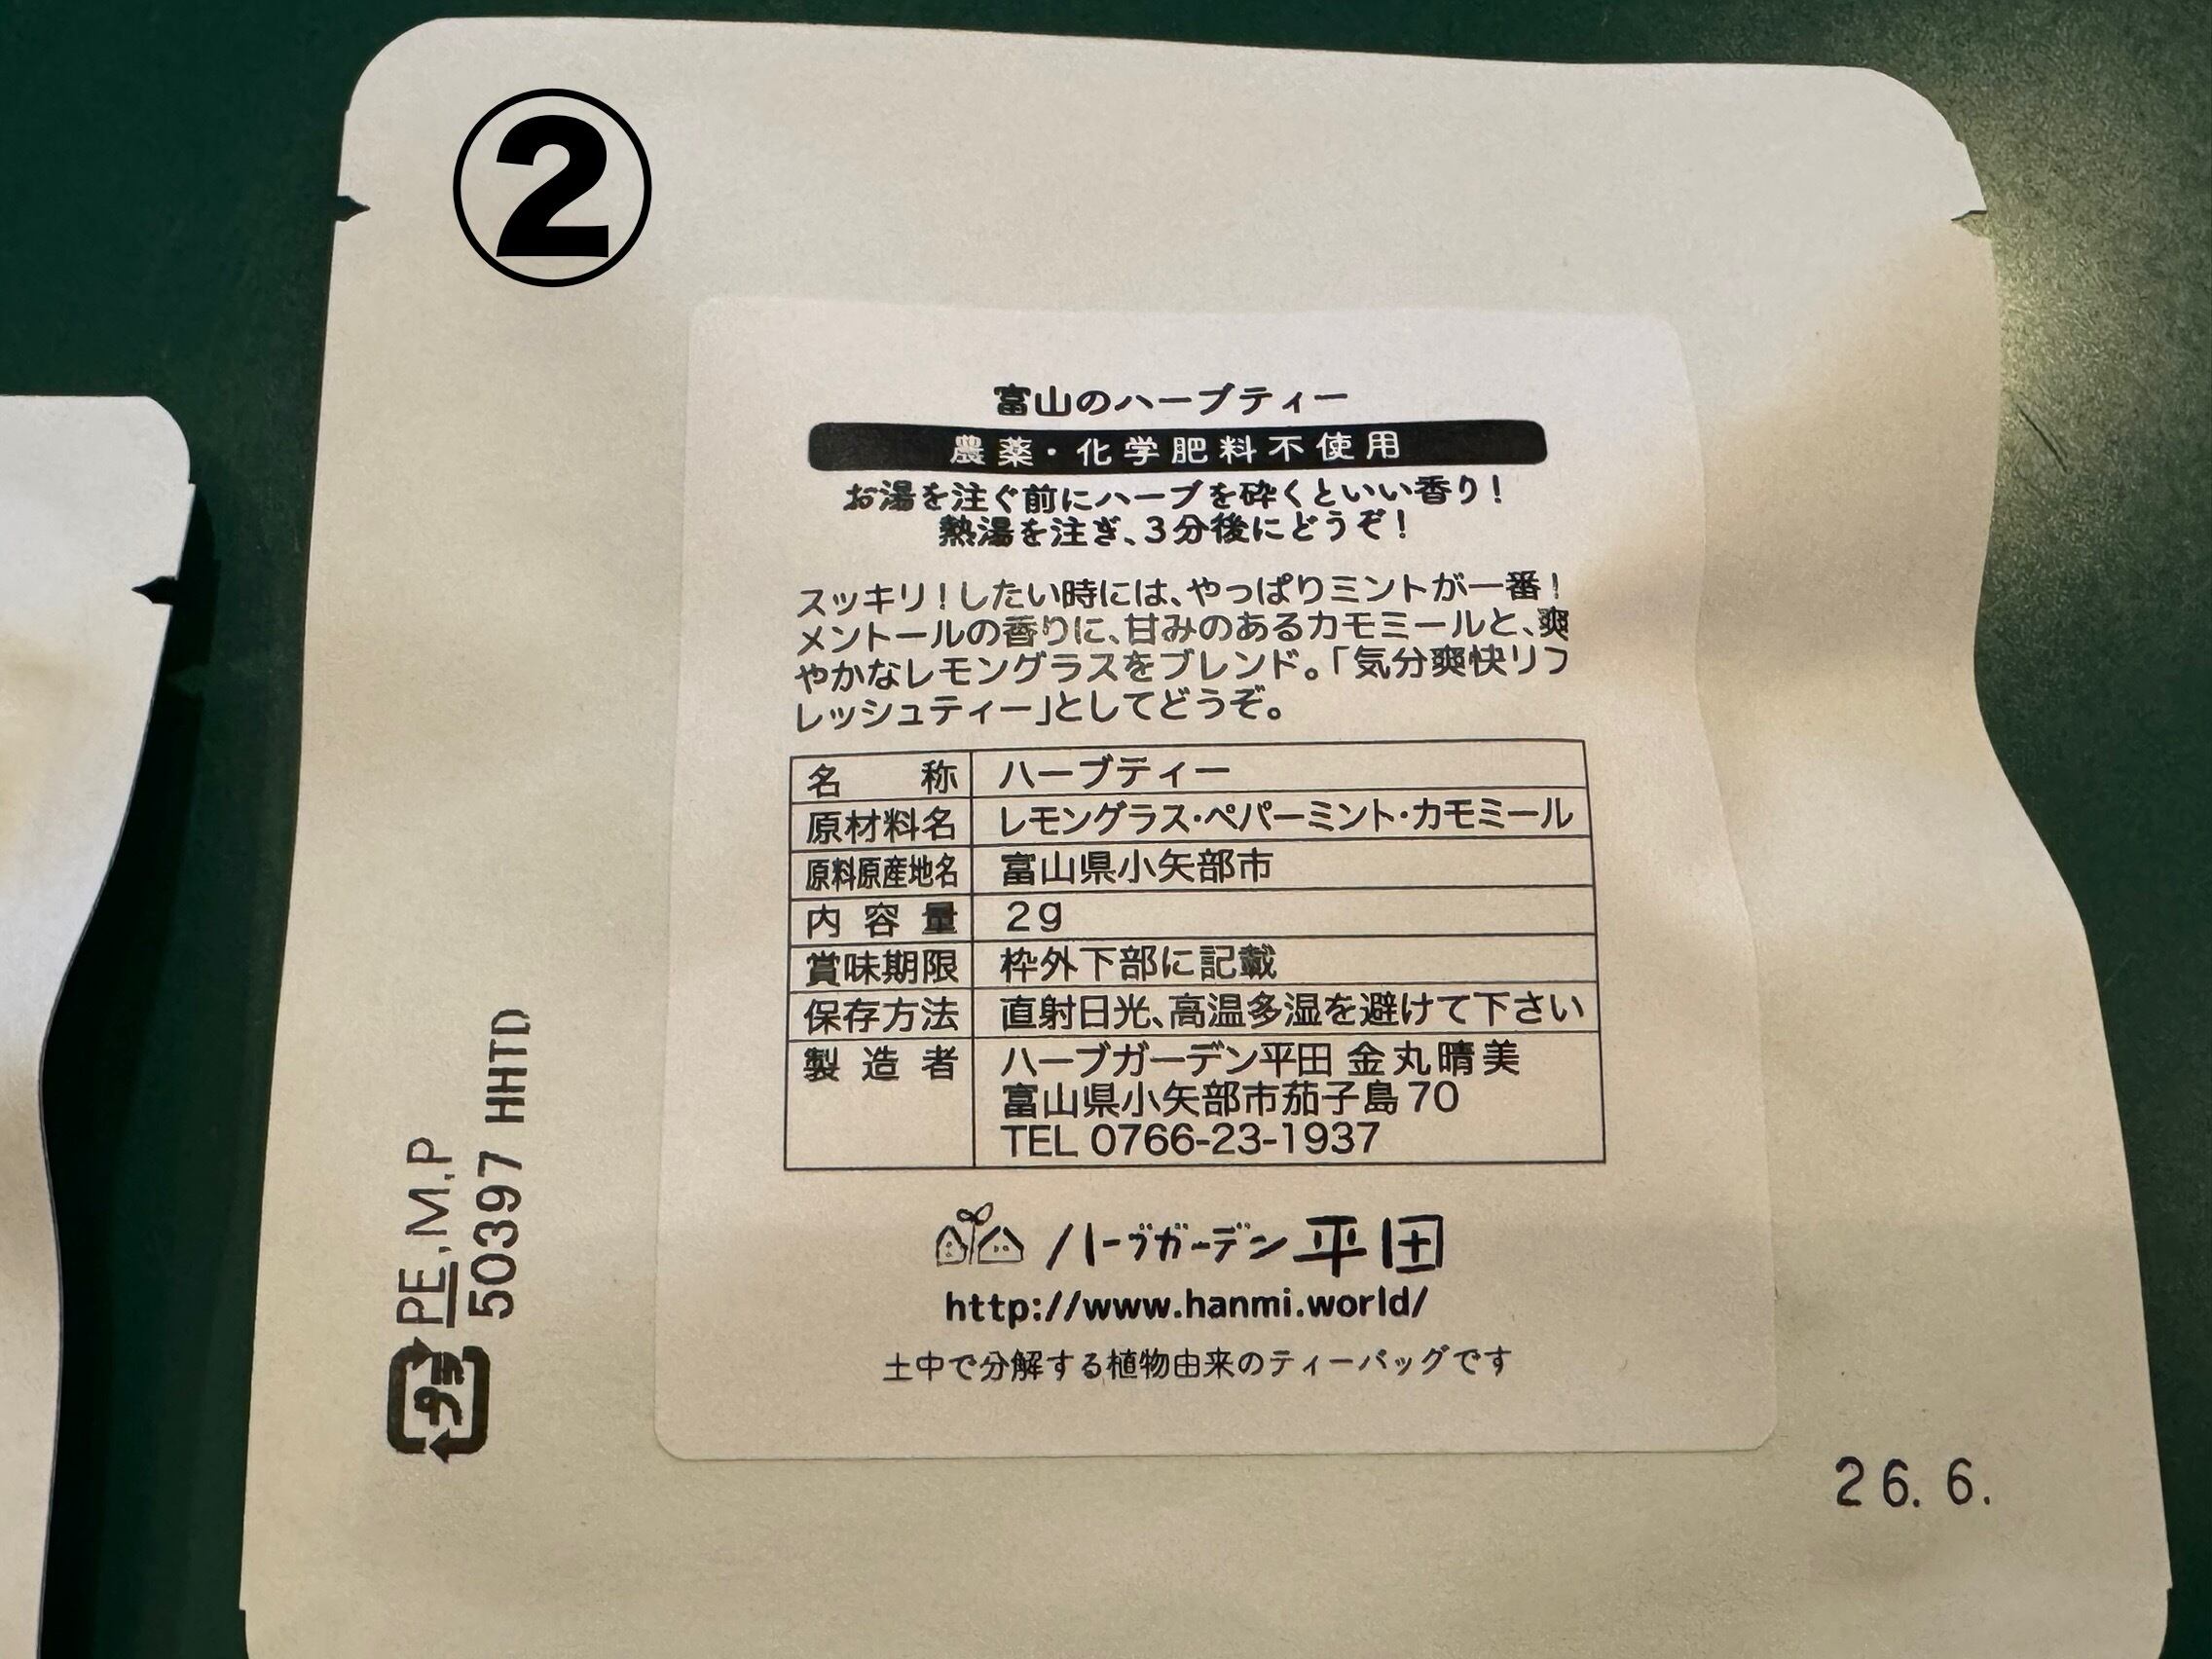 ②
富山のハーブティー
農薬・化学肥料不使用
お湯を注ぐ前にハーブを砕くといい香り!
熱湯を注ぎ、3分後にどうぞ!
スッキリ!したい時には、やっぱりミントが一番!
メントールの香りに、甘みのあるカモミールと、爽
やかなレモングラスをブレンド。「気分爽快リフ
レッシュティー」としてどうぞ。
名称 ハーブティー
原材料名 レモングラス・ペパーミント・カモミール
原料原産地名 富山県小矢部市
内容量 2g
賞味期限 枠外下部に記載
保存方法 直射日光、高温多湿を避けて下さい
製造者 ハーブガーデン平田 金丸晴美
富山県小矢部市茄子島70
TEL 0766-23-1937
ハーブガーデン平田
http://www.hanmi.world/
土中で分解する植物由来のティーバッグです
プラ PE,M,P
50397 HHTD
26. 6.